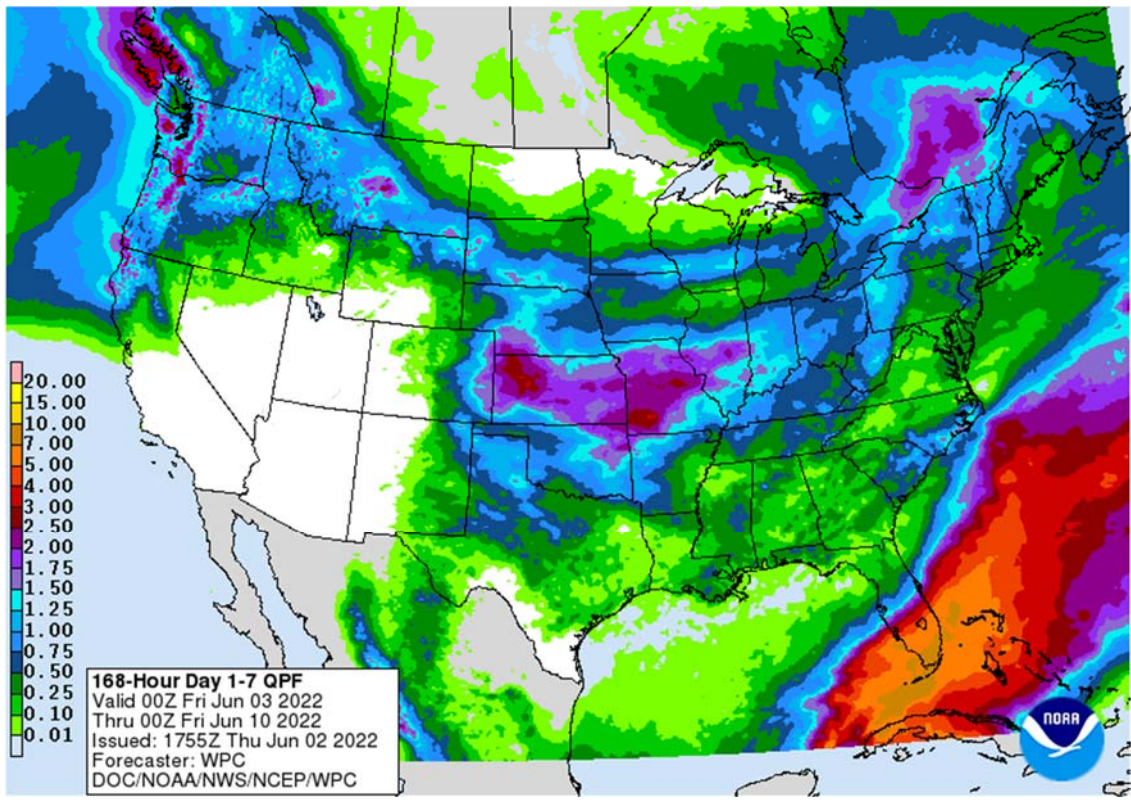 20.00
15.00
10.00
7.00
5.00
4.00
3.00
2.50
2.00
1.75
1.50
1.25
1.00
0.75
0.50
0.25
0.10
0.01
168-Hour Day 1-7 QPF
Valid 00Z Fri Jun 03 2022
Thru 00Z Fri Jun 10 2022
Issued: 1755Z Thu Jun 02 2022
Forecaster: WPC
DOC/NOAA/NWS/NCEP/WPC
NOAA